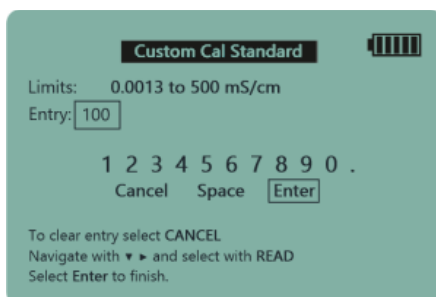 Custom Cal Standard
Limits: 0.0013 to 500 mS/cm
Entry: 100
1 2 3 4 5 6 7 8 9 0 .
Cancel Space Enter
To clear entry select CANCEL
Navigate with ▾ ▸ and select with READ
Select Enter to finish.